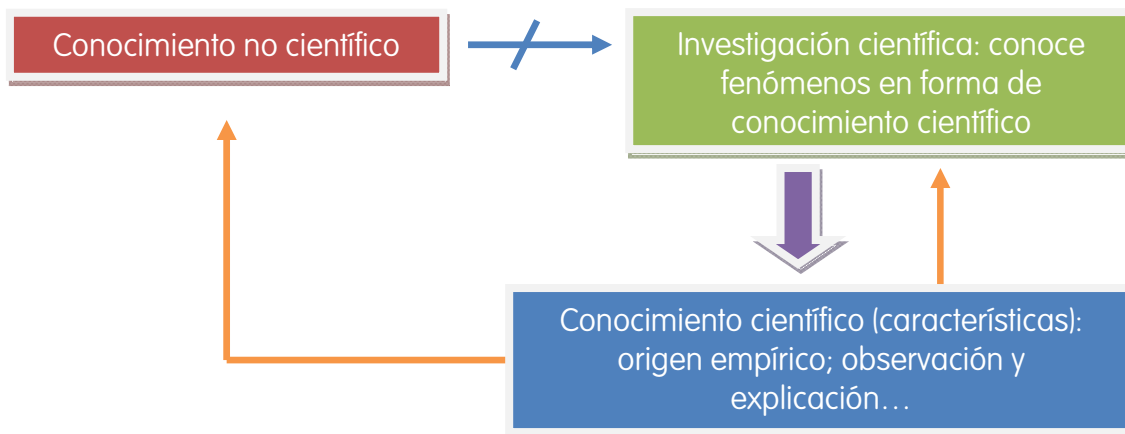 Conocimiento no científico
Investigación científica: conoce
fenómenos en forma de
conocimiento científico
Conocimiento científico (características):
origen empírico; observación y
explicación…